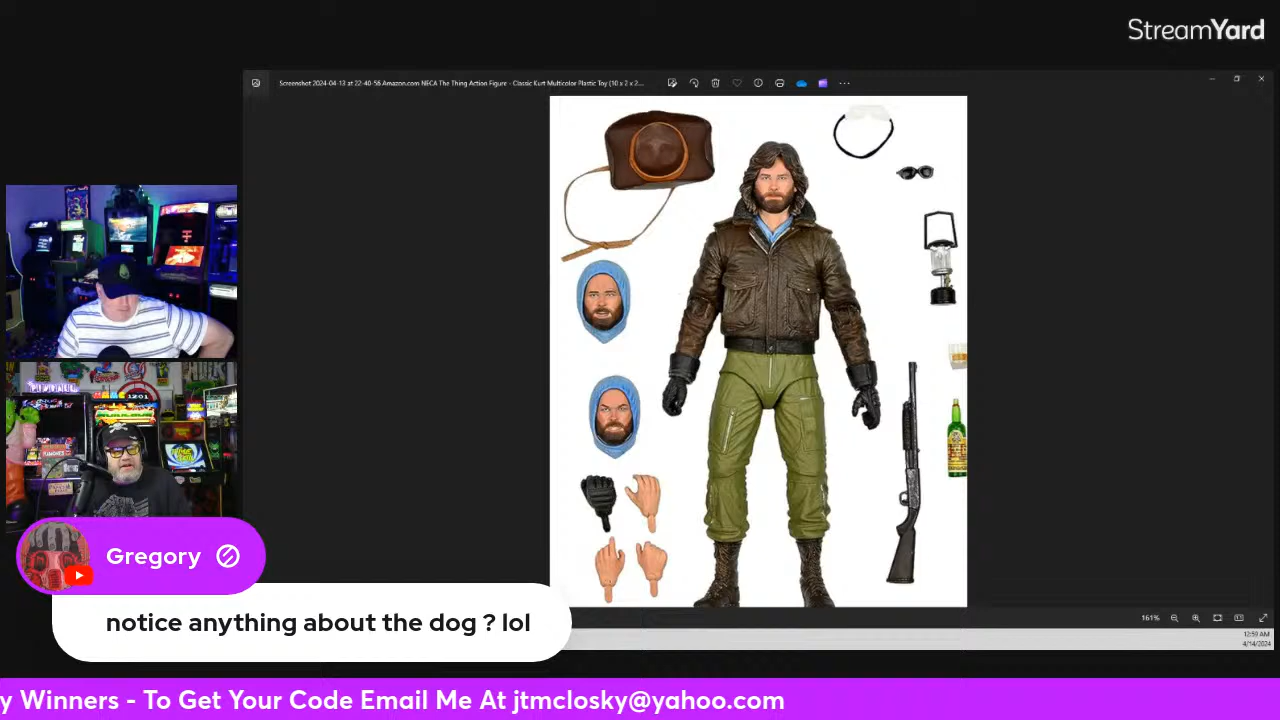 StreamYard
Screenshot 2024-04-13 at 22-40-56 Amazon.com NECA The Thing Action Figure - Classic Kurt Multicolor Plastic Toy (10 x 2 x 2...
12:01
Gregory
notice anything about the dog ? lol
161%
12:59 AM
4/14/2024
y Winners - To Get Your Code Email Me At jtmclosky@yahoo.com